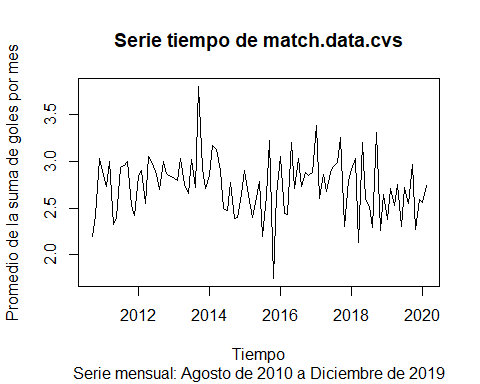 Serie tiempo de match.data.cvs
Promedio de la suma de goles por mes
3.5
3.0
2.5
2.0
2012 2014 2016 2018 2020
Tiempo
Serie mensual: Agosto de 2010 a Diciembre de 2019